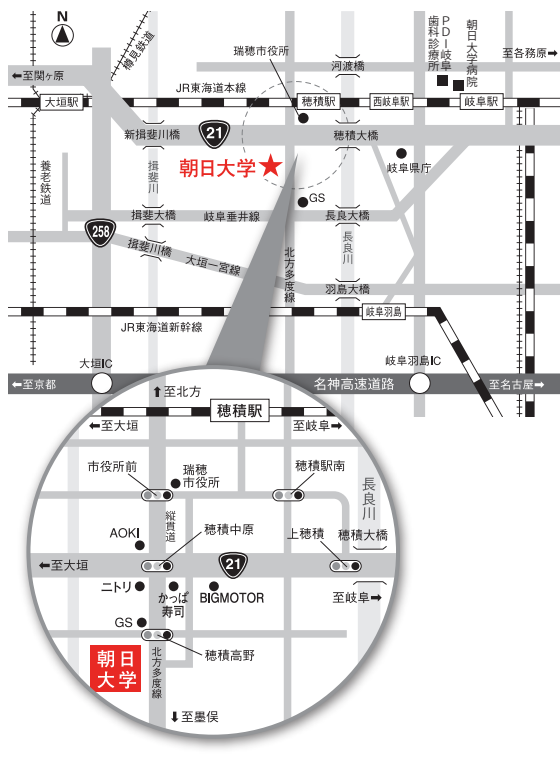 N
樽見鉄道
瑞穂市役所
河渡橋
PDI岐阜
歯科診療所
朝日大学病院
至各務原→
←至関ヶ原
JR東海道本線
大垣駅
穂積駅
西岐阜駅
岐阜駅
新揖斐川橋
21
穂積大橋
朝日大学★
岐阜県庁
養老鉄道
揖斐川
GS
揖斐大橋
岐阜垂井線
長良大橋
258
揖斐川橋
大垣一宮線
北方多度線
長良川
羽島大橋
岐阜羽島
JR東海道新幹線
大垣IC
岐阜羽島IC
←至京都
名神高速道路
至名古屋→
↑至北方
穂積駅
←至大垣
至岐阜→
市役所前
瑞穂
市役所
穂積駅南
長良川
縦貫道
AOKI
穂積中原
上穂積
穂積大橋
←至大垣
21
ニトリ
かっぱ
寿司
BIGMOTOR
至岐阜→
GS
穂積高野
朝日
大学
北方多度線
↓至墨俣